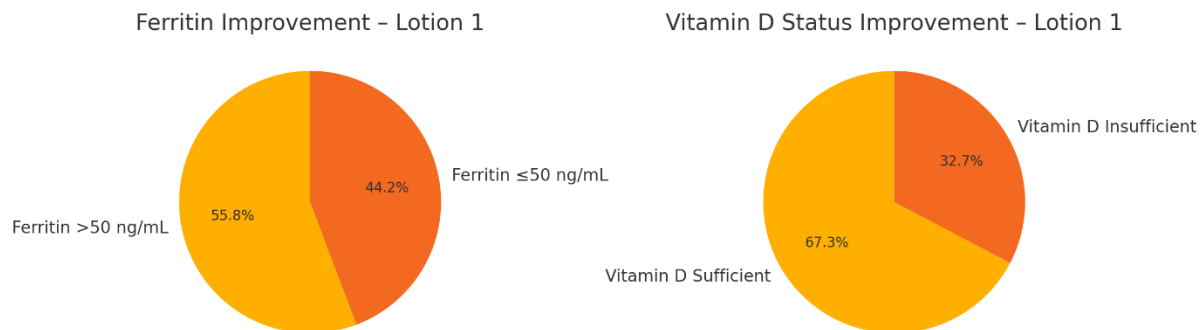 Ferritin Improvement – Lotion 1
Ferritin >50 ng/mL
55.8%
44.2%
Ferritin ≤50 ng/mL
Vitamin D Status Improvement – Lotion 1
Vitamin D Insufficient
32.7%
67.3%
Vitamin D Sufficient